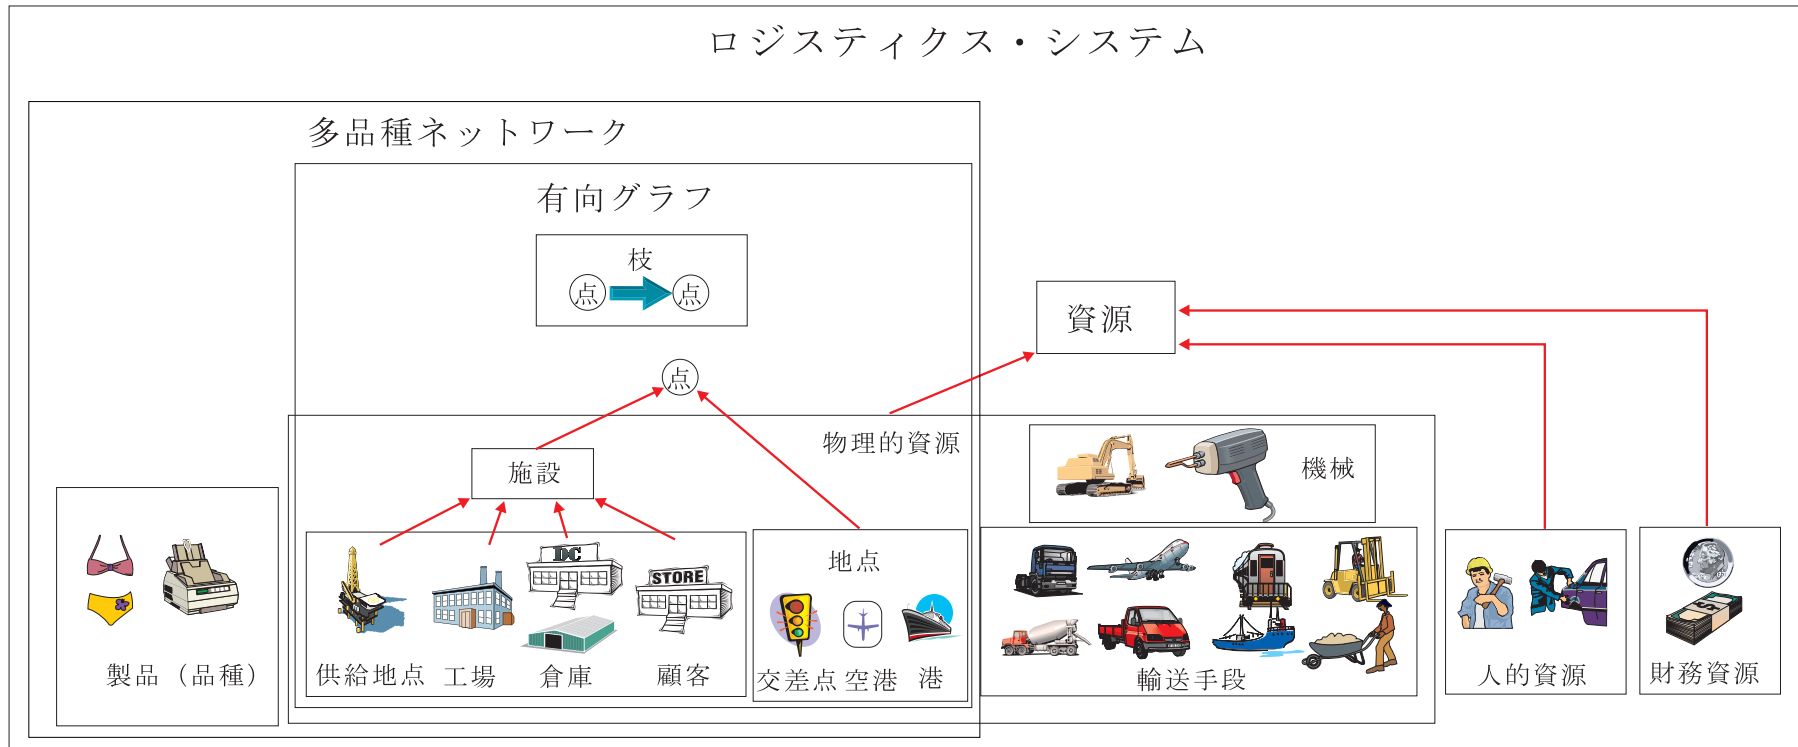 ロジスティクス・システム
多品種ネットワーク
有向グラフ
枝
点 点
資源
点
物理的資源
施設
機械
DC
STORE
地点
製品（品種）
供給地点 工場 倉庫 顧客
交差点 空港 港
輸送手段
人的資源
財務資源